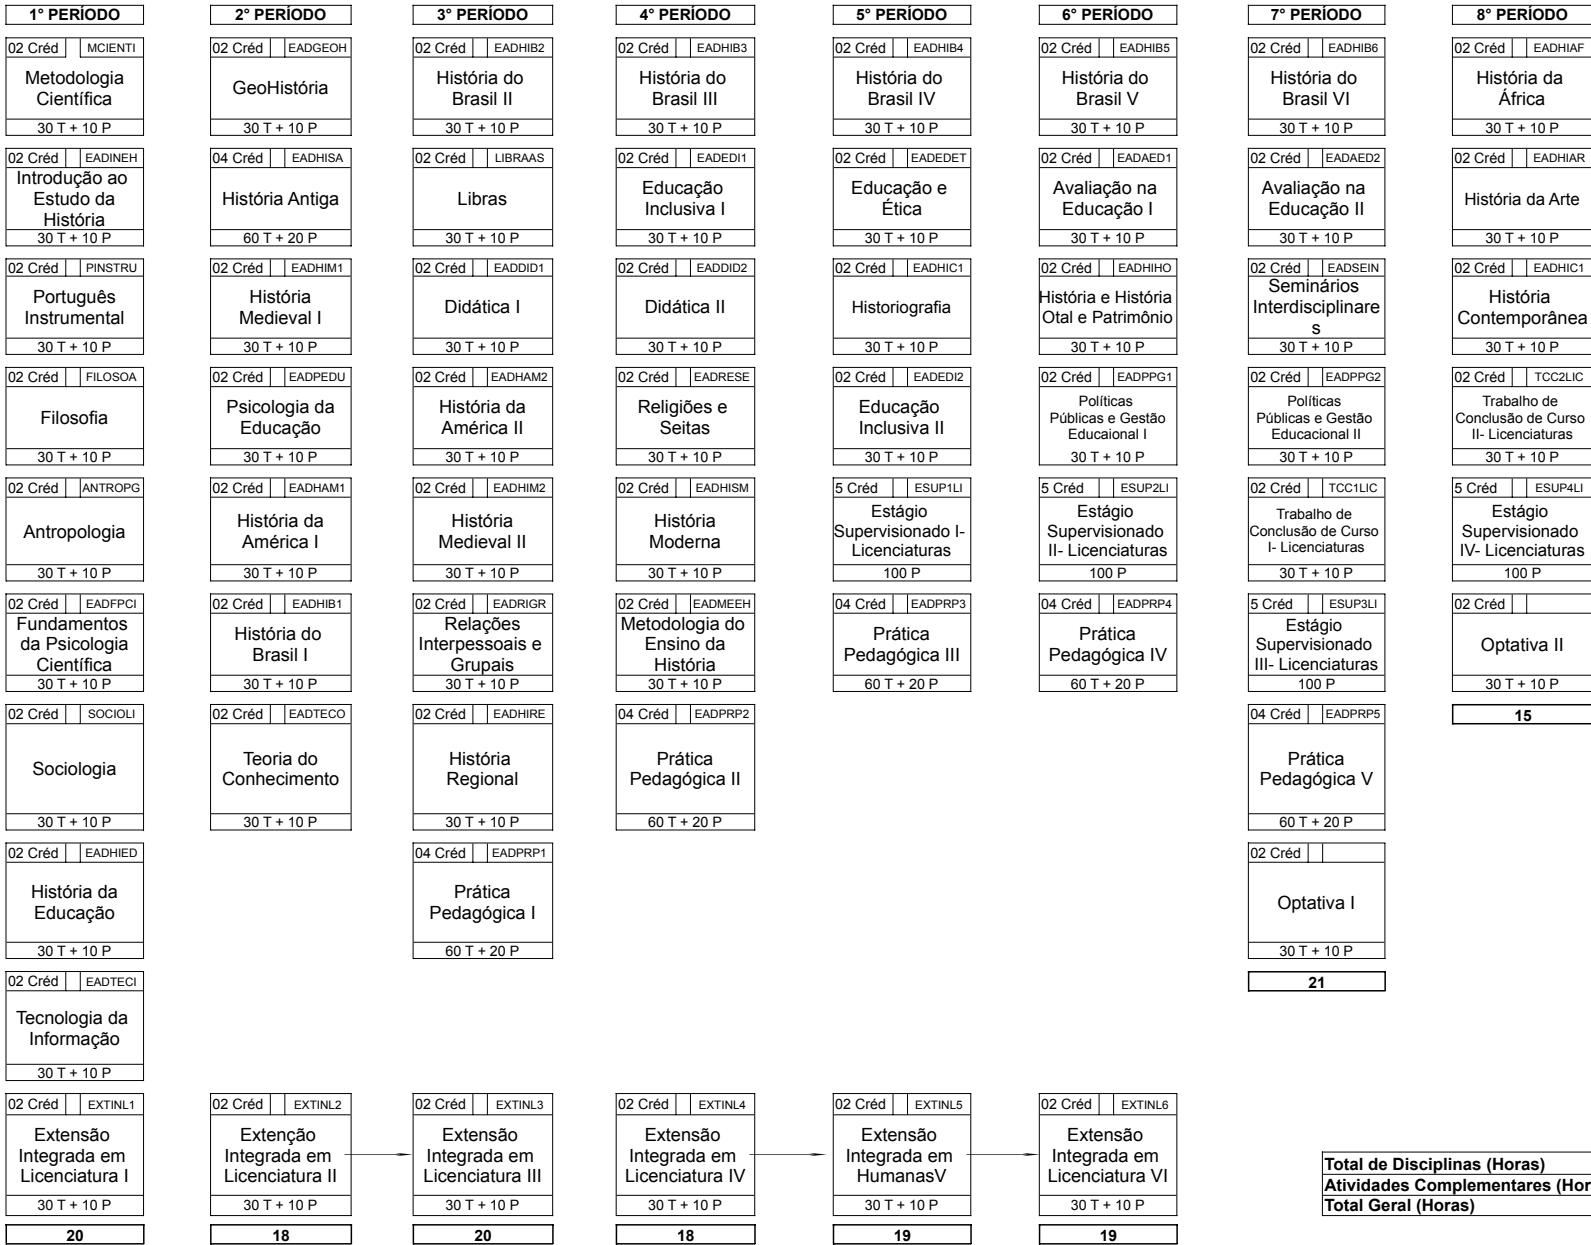 1° PERÍODO
02 Créd MCIENTI
Metodologia
Científica
30 T + 10 P
02 Créd EADINEH
Introdução ao
Estudo da
História
30 T + 10 P
02 Créd PINSTRU
Português
Instrumental
30 T + 10 P
02 Créd FILOSOA
Filosofia
30 T + 10 P
02 Créd ANTROPG
Antropologia
30 T + 10 P
02 Créd EADFPCI
Fundamentos
da Psicologia
Científica
30 T + 10 P
02 Créd SOCIOLI
Sociologia
30 T + 10 P
02 Créd EADHIED
História da
Educação
30 T + 10 P
02 Créd EADTECI
Tecnologia da
Informação
30 T + 10 P
02 Créd EXTINL1
Extensão
Integrada em
Licenciatura I
30 T + 10 P
20
2° PERÍODO
02 Créd EADGEOH
GeoHistória
30 T + 10 P
04 Créd EADHISA
História Antiga
60 T + 20 P
02 Créd EADHIM1
História
Medieval I
30 T + 10 P
02 Créd EADPEDU
Psicologia da
Educação
30 T + 10 P
02 Créd EADHAM1
História da
América I
30 T + 10 P
02 Créd EADHIB1
História do
Brasil I
30 T + 10 P
02 Créd EADTECO
Teoria do
Conhecimento
30 T + 10 P
02 Créd EXTINL2
Extenção
Integrada em
Licenciatura II
30 T + 10 P
18
3° PERÍODO
02 Créd EADHIB2
História do
Brasil II
30 T + 10 P
02 Créd LIBRAAS
Libras
30 T + 10 P
02 Créd EADDID1
Didática I
30 T + 10 P
02 Créd EADHAM2
História da
América II
30 T + 10 P
02 Créd EADHIM2
História
Medieval II
30 T + 10 P
02 Créd EADRIGR
Relações
Interpessoais e
Grupais
30 T + 10 P
02 Créd EADHIRE
História
Regional
30 T + 10 P
04 Créd EADPRP1
Prática
Pedagógica I
60 T + 20 P
02 Créd EXTINL3
Extensão
Integrada em
Licenciatura III
30 T + 10 P
20
4° PERÍODO
02 Créd EADHIB3
História do
Brasil III
30 T + 10 P
02 Créd EADEDI1
Educação
Inclusiva I
30 T + 10 P
02 Créd EADDID2
Didática II
30 T + 10 P
02 Créd EADRESE
Religiões e
Seitas
30 T + 10 P
02 Créd EADHISM
História
Moderna
30 T + 10 P
02 Créd EADMEEH
Metodologia do
Ensino da
História
30 T + 10 P
04 Créd EADPRP2
Prática
Pedagógica II
60 T + 20 P
02 Créd EXTINL4
Extensão
Integrada em
Licenciatura IV
30 T + 10 P
18
5° PERÍODO
02 Créd EADHIB4
História do
Brasil IV
30 T + 10 P
02 Créd EADEDET
Educação e
Ética
30 T + 10 P
02 Créd EADHIC1
Historiografia
30 T + 10 P
02 Créd EADEDI2
Educação
Inclusiva II
30 T + 10 P
5 Créd ESUP1LI
Estágio
Supervisionado I-
Licenciaturas
100 P
04 Créd EADPRP3
Prática
Pedagógica III
60 T + 20 P
02 Créd EXTINL5
Extensão
Integrada em
HumanasV
30 T + 10 P
19
6° PERÍODO
02 Créd EADHIB5
História do
Brasil V
30 T + 10 P
02 Créd EADAED1
Avaliação na
Educação I
30 T + 10 P
02 Créd EADHIHO
História e História
Otal e Patrimônio
30 T + 10 P
02 Créd EADPPG1
Políticas
Públicas e Gestão
Educaional I
30 T + 10 P
5 Créd ESUP2LI
Estágio
Supervisionado
II- Licenciaturas
100 P
04 Créd EADPRP4
Prática
Pedagógica IV
60 T + 20 P
02 Créd EXTINL6
Extensão
Integrada em
Licenciatura VI
30 T + 10 P
19
7° PERÍODO
02 Créd EADHIB6
História do
Brasil VI
30 T + 10 P
02 Créd EADAED2
Avaliação na
Educação II
30 T + 10 P
02 Créd EADSEIN
Seminários
Interdisciplinare
s
30 T + 10 P
02 Créd EADPPG2
Políticas
Públicas e Gestão
Educacional II
30 T + 10 P
02 Créd TCC1LIC
Trabalho de
Conclusão de Curso
I- Licenciaturas
30 T + 10 P
5 Créd ESUP3LI
Estágio
Supervisionado
III- Licenciaturas
100 P
04 Créd EADPRP5
Prática
Pedagógica V
60 T + 20 P
02 Créd
Optativa I
30 T + 10 P
21
8° PERÍODO
02 Créd EADHIAF
História da
África
30 T + 10 P
02 Créd EADHIAR
História da Arte
30 T + 10 P
02 Créd EADHIC1
História
Contemporânea
30 T + 10 P
02 Créd TCC2LIC
Trabalho de
Conclusão de Curso
II- Licenciaturas
30 T + 10 P
5 Créd ESUP4LI
Estágio
Supervisionado
IV- Licenciaturas
100 P
02 Créd
Optativa II
30 T + 10 P
15
Total de Disciplinas (Horas)
Atividades Complementares (Hor
Total Geral (Horas)